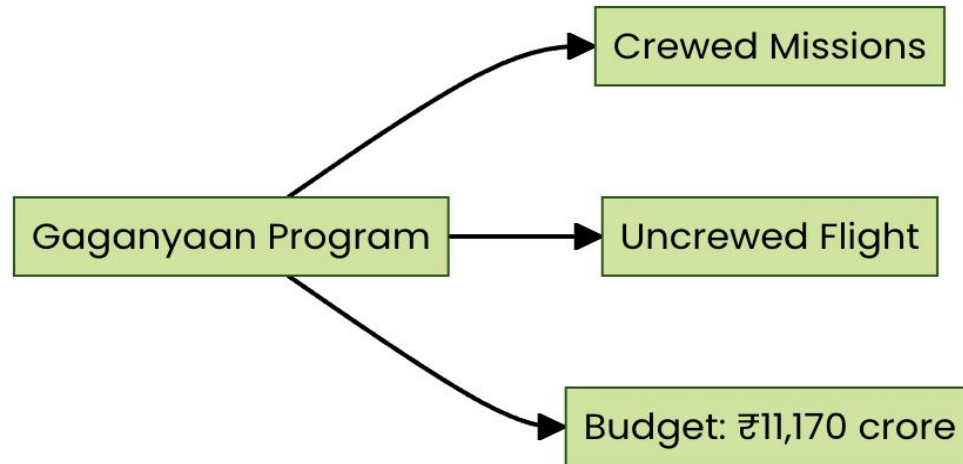 Crewed Missions
Gaganyaan Program
Uncrewed Flight
Budget: ₹11,170 crore